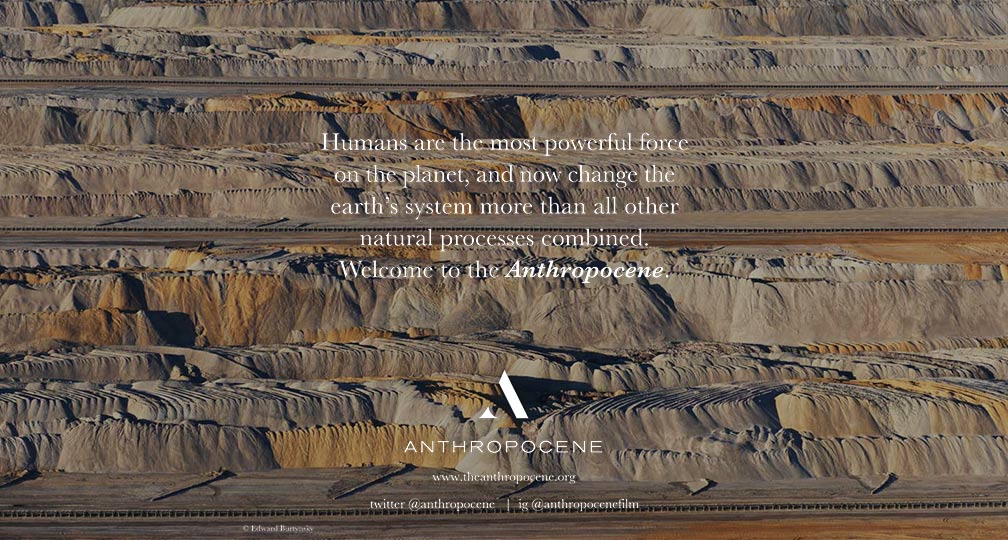 Humans are the most powerful force
on the planet, and now change the
earth's system more than all other
natural processes combined.
Welcome to the Anthropocene.
ANTHROPOCENE
www.theanthropocene.org
twitter @anthropocene | ig @anthropocenefilm
© Edward Burtynsky